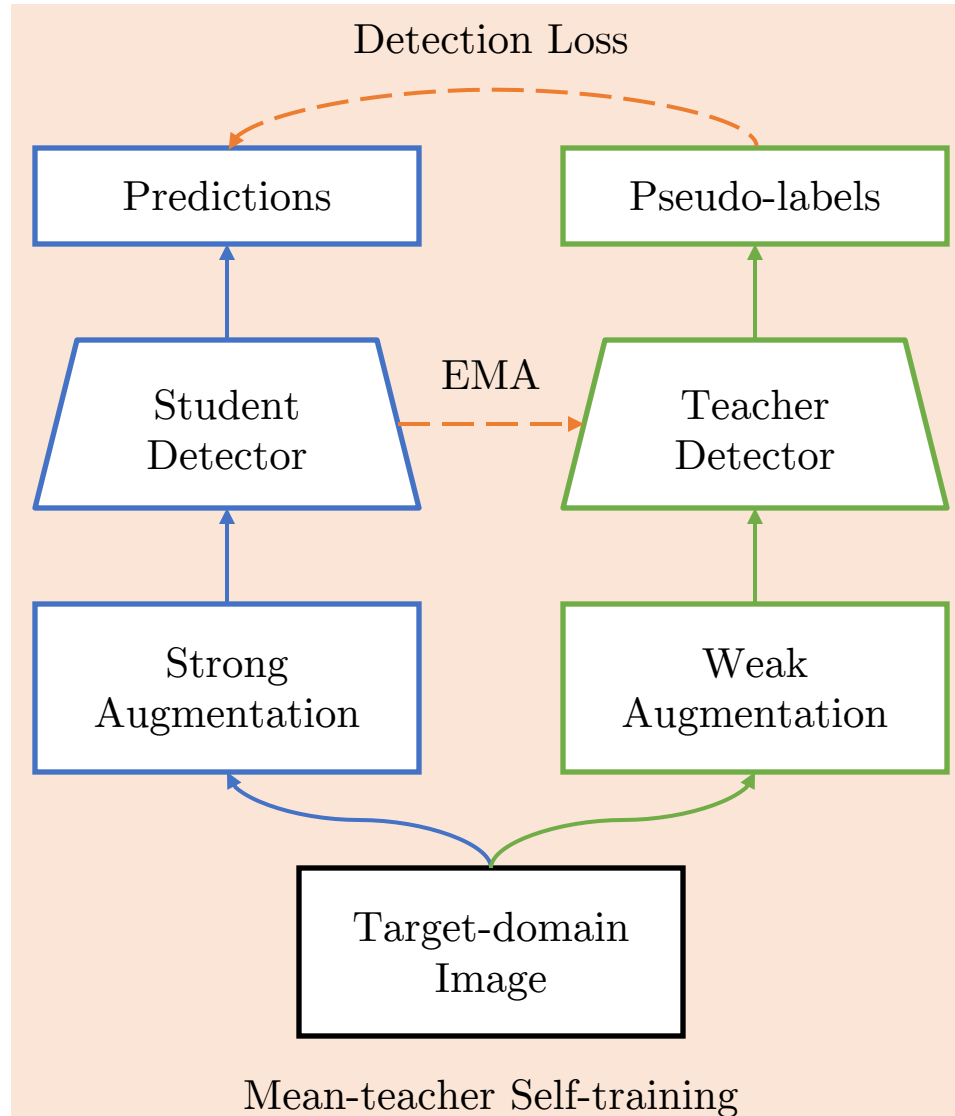 Detection Loss
Predictions
Pseudo-labels
Student
Detector
EMA
Teacher
Detector
Strong
Augmentation
Weak
Augmentation
Target-domain
Image
Mean-teacher Self-training